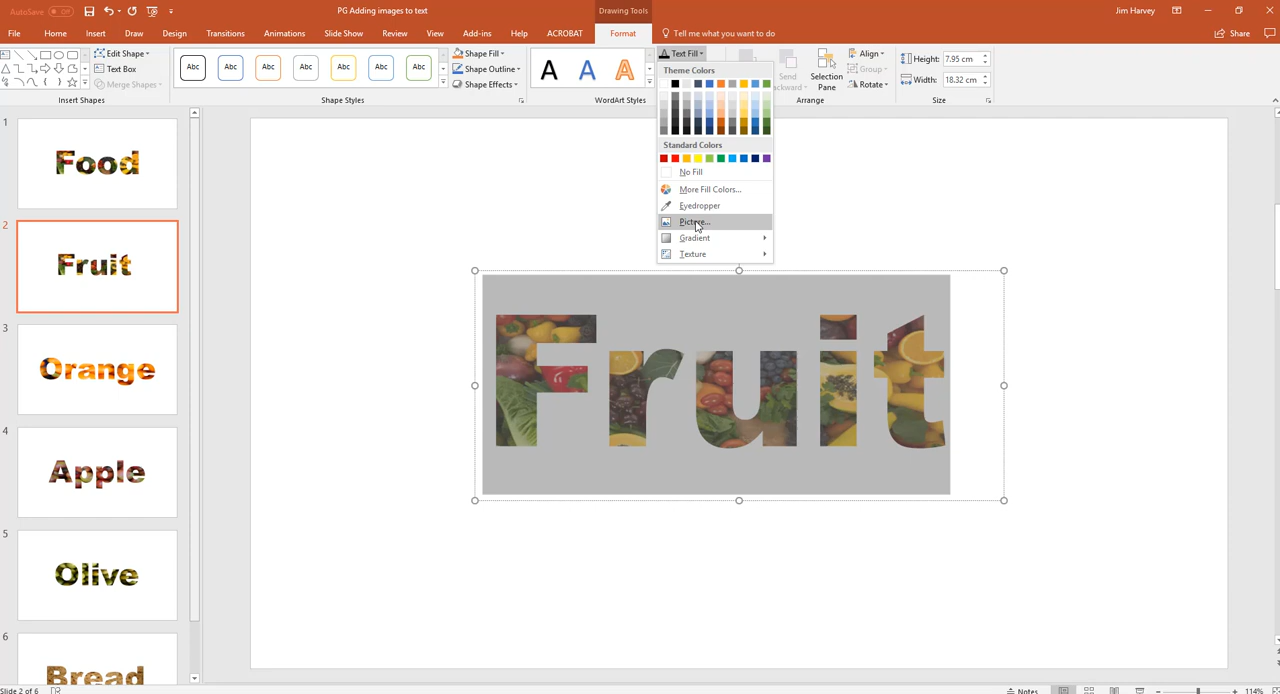 AutoSave Off
PG Adding images to text
Drawing Tools
Jim Harvey
File Home Insert Draw Design Transitions Animations Slide Show Review View Add-ins Help ACROBAT Format Tell me what you want to do Share
Edit Shape
Text Box
Merge Shapes
Insert Shapes
Abc Abc Abc Abc Abc Abc Abc
Shape Styles
Shape Fill
Shape Outline
Shape Effects
A A A
WordArt Styles
Text Fill
Theme Colors
Standard Colors
No Fill
More Fill Colors...
Eyedropper
Picture...
Gradient
Texture
Send
Selection
Pane
Align
Group
Rotate
Arrange
Height: 7.95 cm
Width: 18.32 cm
Size
1
Food
2
Fruit
3
Orange
4
Apple
5
Olive
6
Bread
Fruit
Slide 2 of 6
Notes
114%